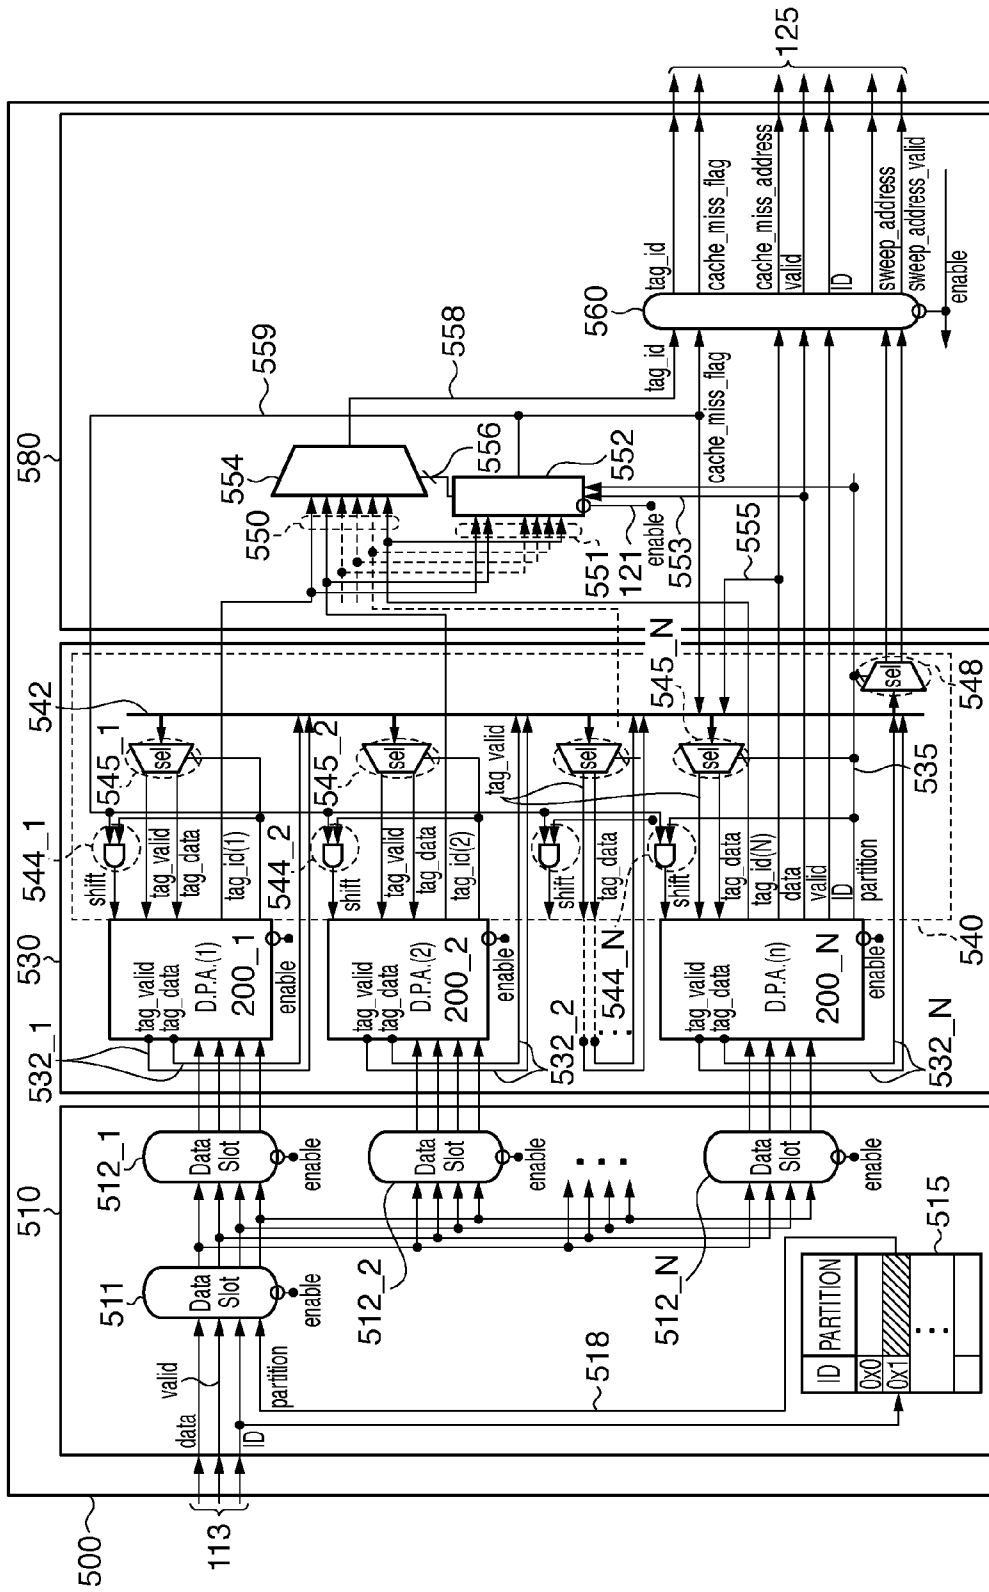 500
510
530
580
113
data
valid
ID
partition
511
Data
Slot
enable
512_1
Data
Slot
enable
512_2
Data
Slot
enable
512_N
Data
Slot
enable
518
515
ID
PARTITION
0x0
0x1
532_1
tag_valid
tag_data
D.P.A.(1)
200_1
enable
532_2
tag_valid
tag_data
D.P.A.(2)
200_2
enable
532_N
tag_valid
tag_data
D.P.A.(n)
200_N
enable
544_1
shift
tag_valid
tag_data
tag_id(1)
545_1
sel
542
544_2
shift
tag_valid
tag_data
tag_id(2)
545_2
sel
544_N
shift
tag_valid
tag_data
sel
545_N
shift
tag_data
tag_id(N)
data
valid
ID
partition
sel
540
535
sel
548
550
554
556
552
551
121
enable
553
555
559
558
tag_id
cache_miss_flag
560
tag_id
cache_miss_flag
cache_miss_address
valid
ID
sweep_address
sweep_address_valid
enable
125